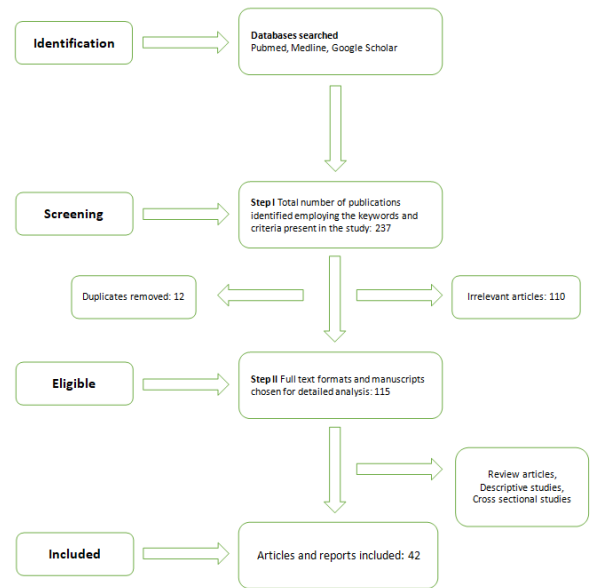 Identification
Databases searched
Pubmed, Medline, Google Scholar
Screening
Step I Total number of publications
identified employing the keywords and
criteria present in the study: 237
Duplicates removed: 12
Irrelevant articles: 110
Eligible
Step II Full text formats and manuscripts
chosen for detailed analysis: 115
Review articles,
Descriptive studies,
Cross sectional studies
Included
Articles and reports included: 42